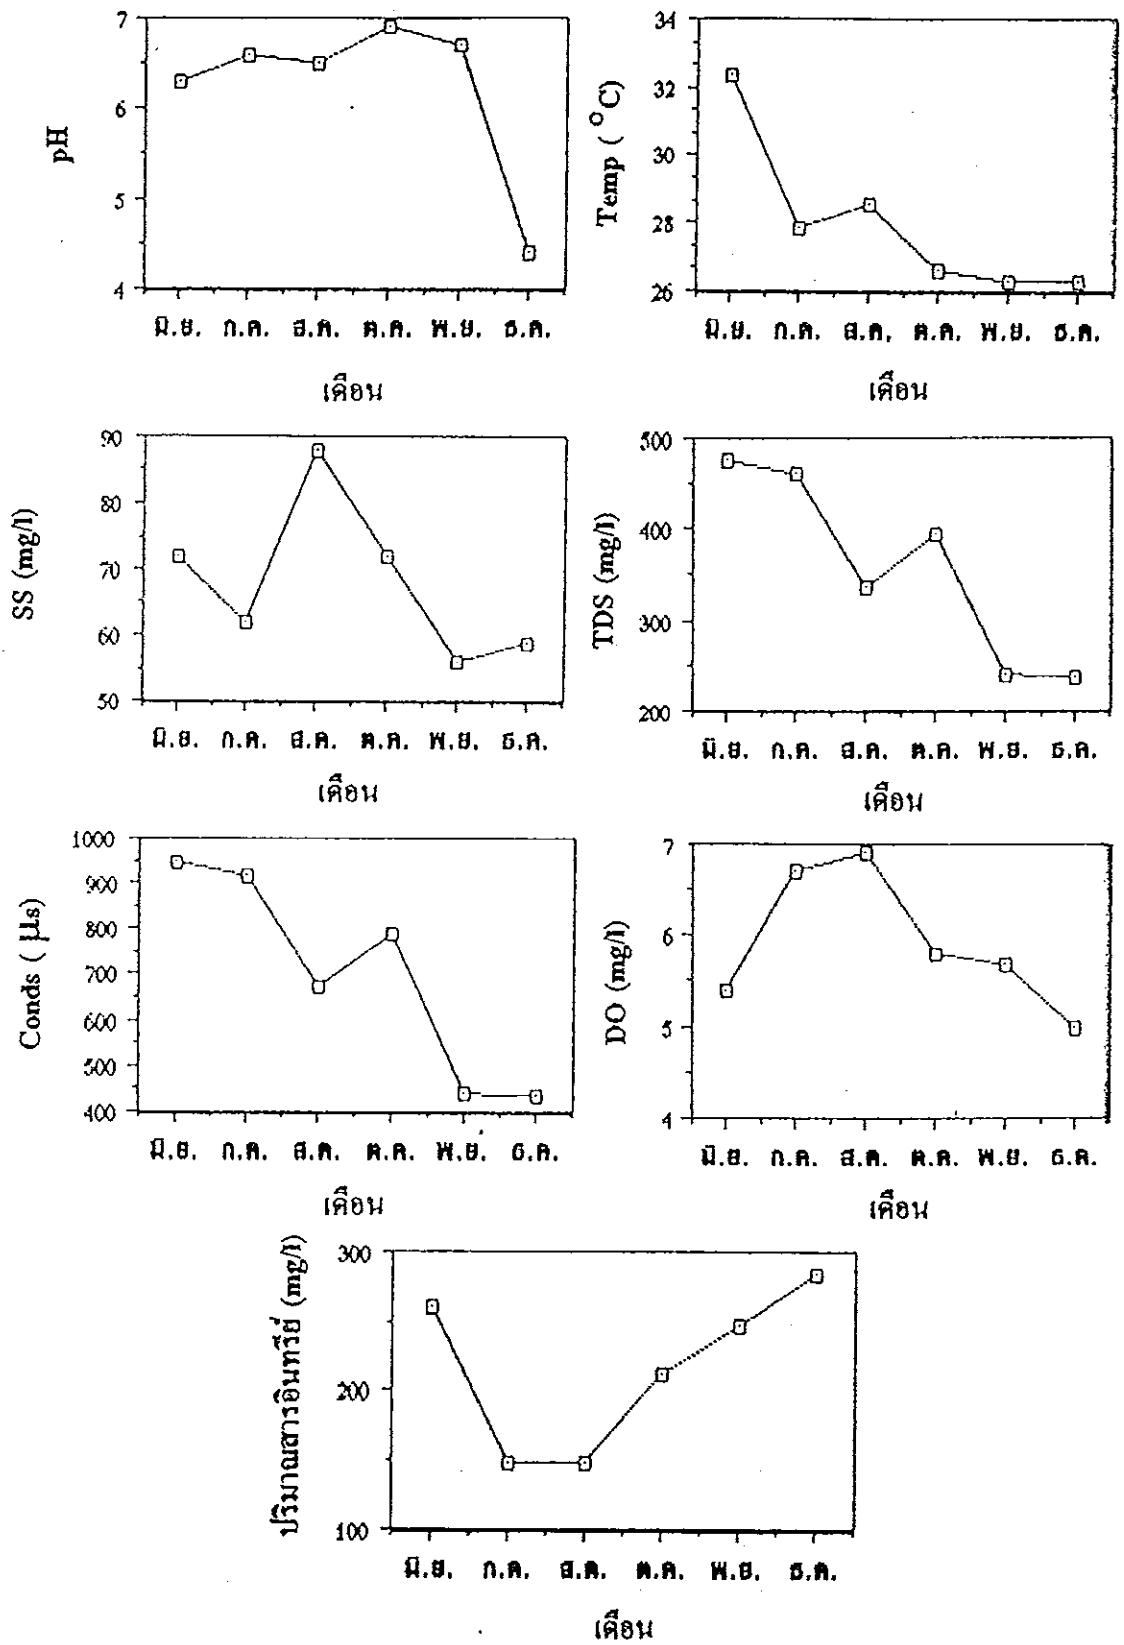 pH
7
6
5
4
มิ.ย. ก.ค. ส.ค. ต.ค. พ.ย. ธ.ค.
เดือน
Temp ( °C)
34
32
30
28
26
มิ.ย. ก.ค. ส.ค. ต.ค. พ.ย. ธ.ค.
เดือน
SS (mg/l)
90
80
70
60
50
มิ.ย. ก.ค. ส.ค. ต.ค. พ.ย. ธ.ค.
เดือน
TDS (mg/l)
500
400
300
200
มิ.ย. ก.ค. ส.ค. ต.ค. พ.ย. ธ.ค.
เดือน
Conds ( µs)
1000
900
800
700
600
500
400
มิ.ย. ก.ค. ส.ค. ต.ค. พ.ย. ธ.ค.
เดือน
DO (mg/l)
7
6
5
4
มิ.ย. ก.ค. ส.ค. ต.ค. พ.ย. ธ.ค.
เดือน
ปริมาณสารอินทรีย์ (mg/l)
300
200
100
มิ.ย. ก.ค. ส.ค. ต.ค. พ.ย. ธ.ค.
เดือน